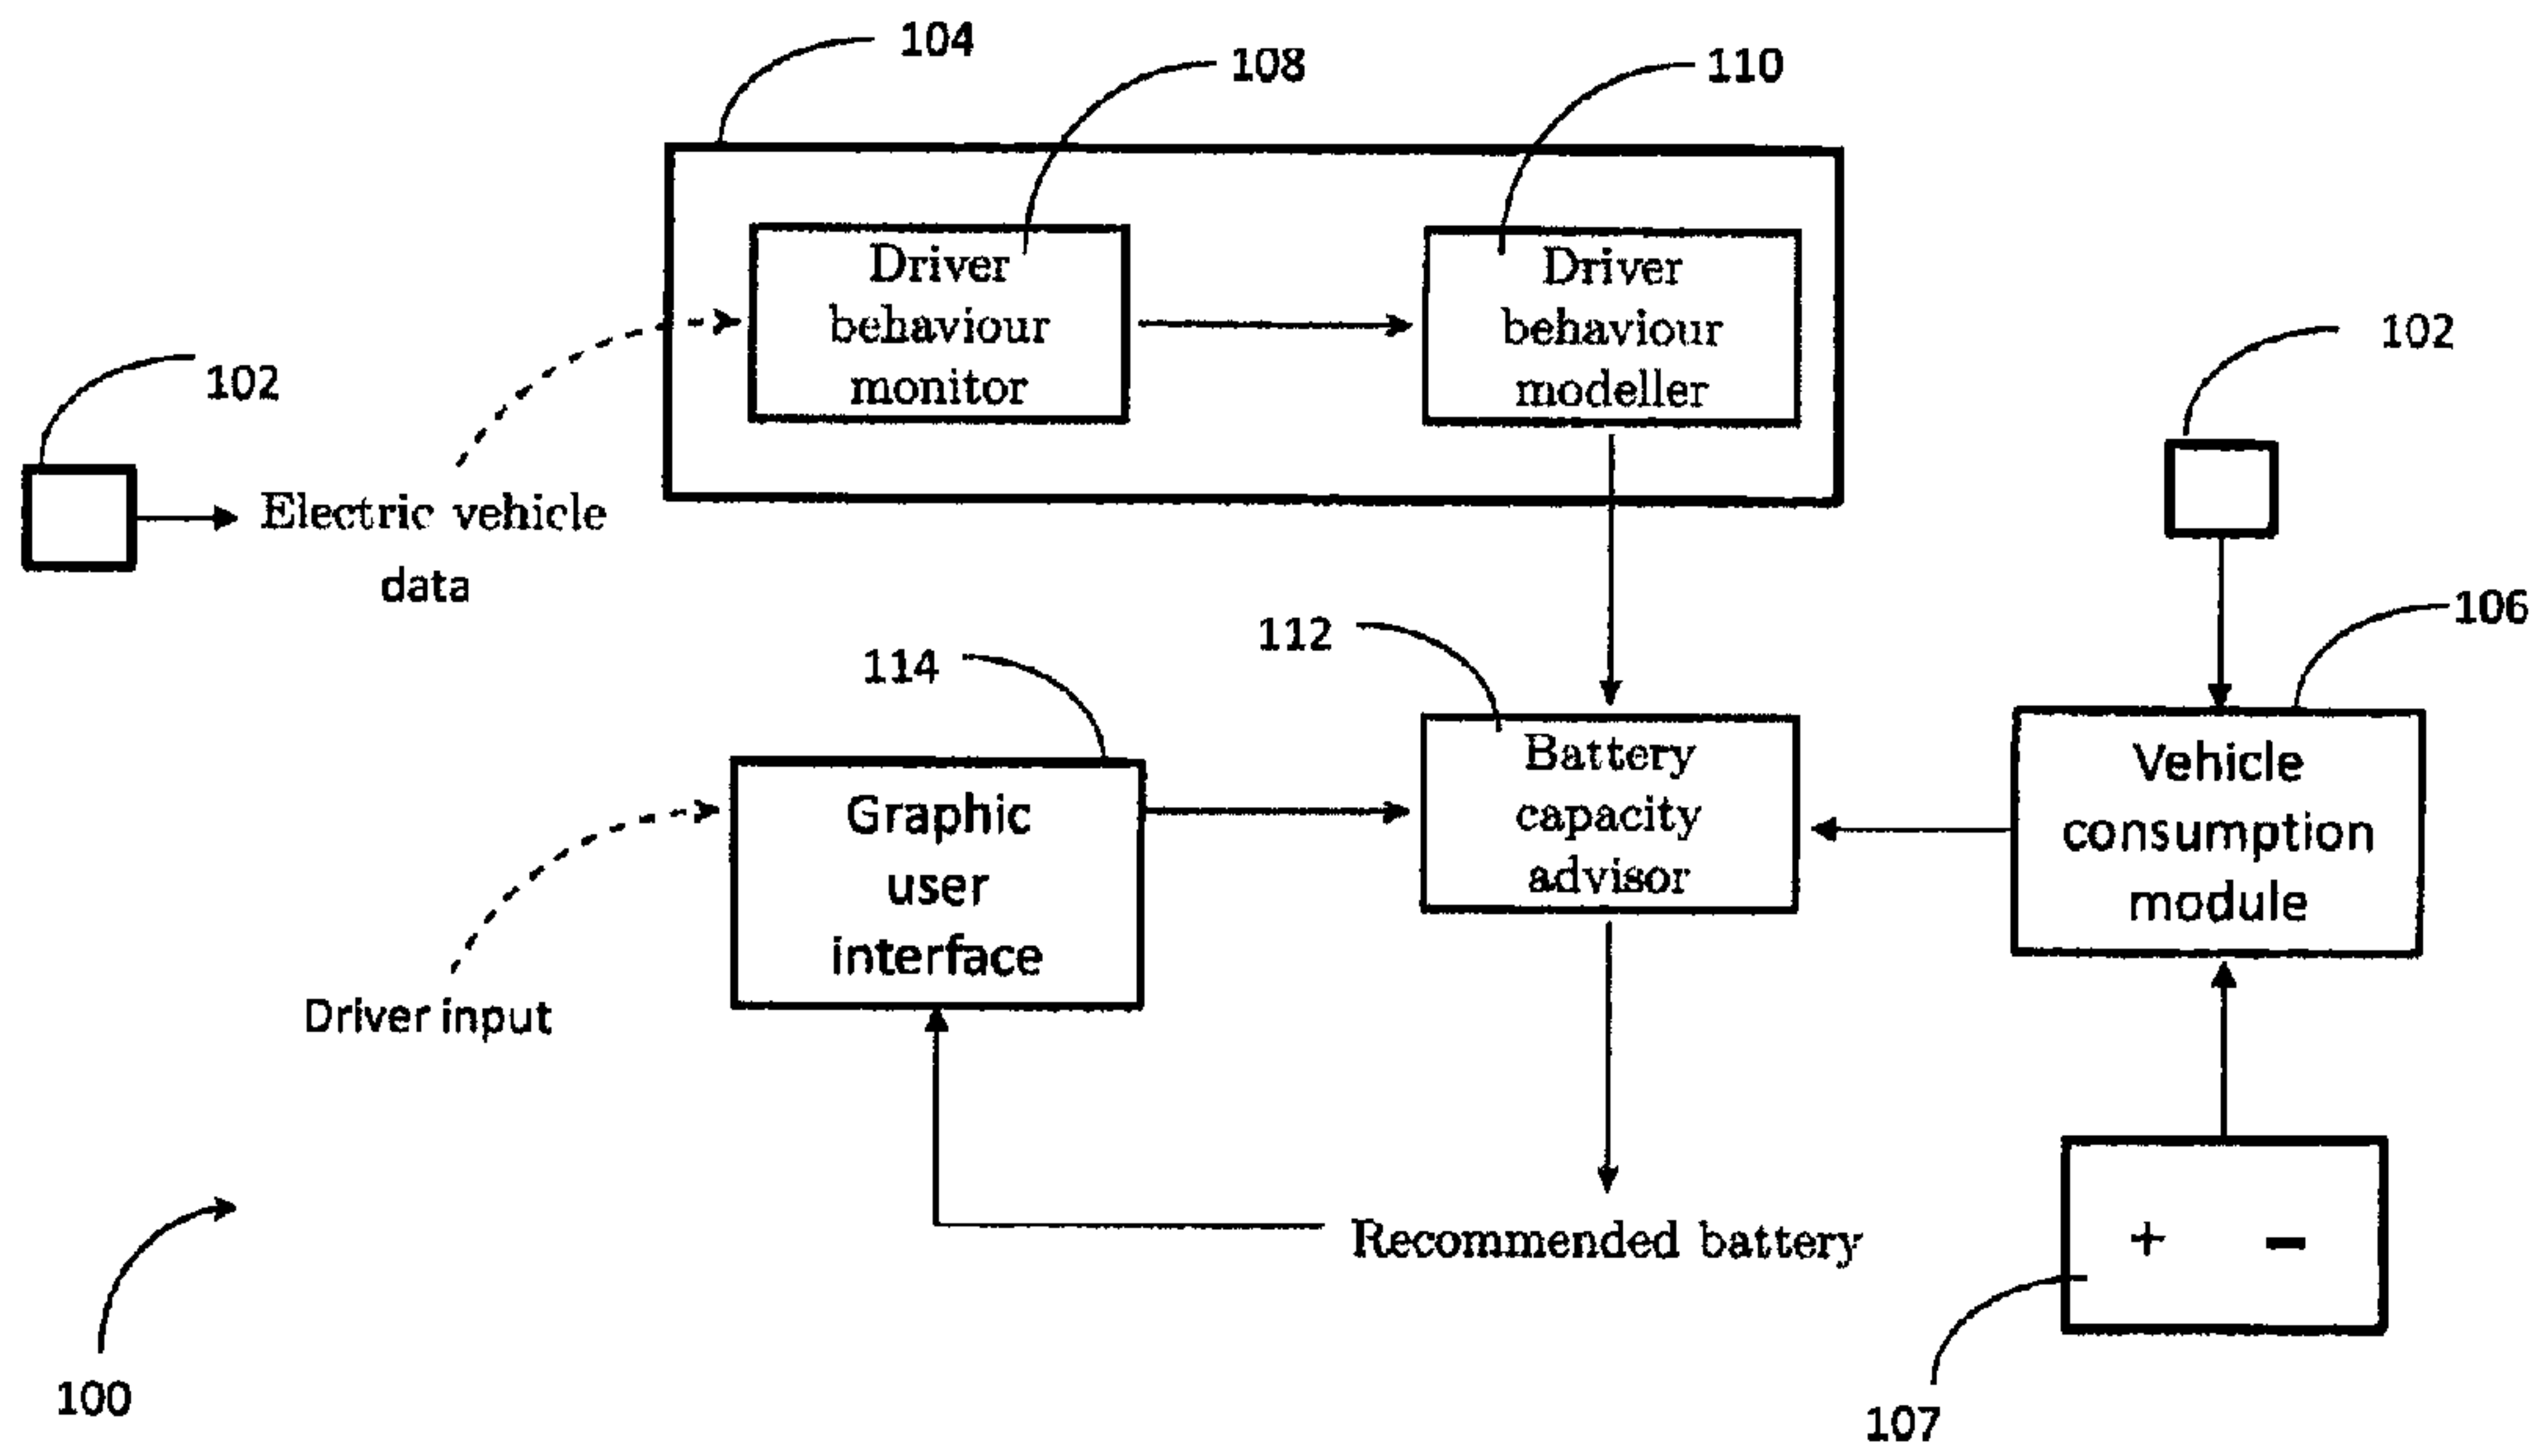 104
108
110
Driver
behaviour
monitor
Driver
behaviour
modeller
102
102
Electric vehicle
data
106
112
114
Battery
capacity
advisor
Vehicle
consumption
module
Graphic
user
interface
Driver input
Recommended battery
+ −
100
107